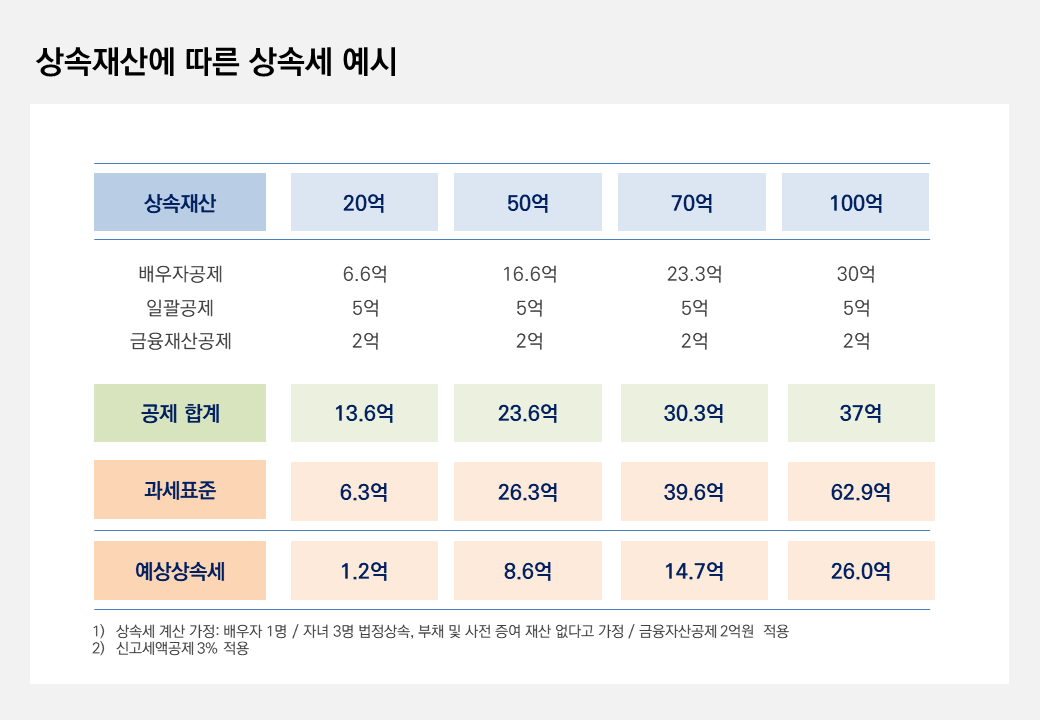 상속재산에 따른 상속세 예시
상속재산 20억 50억 70억 100억
배우자공제 6.6억 16.6억 23.3억 30억
일괄공제 5억 5억 5억 5억
금융재산공제 2억 2억 2억 2억
공제 합계 13.6억 23.6억 30.3억 37억
과세표준 6.3억 26.3억 39.6억 62.9억
예상상속세 1.2억 8.6억 14.7억 26.0억
1) 상속세 계산 가정: 배우자 1명 / 자녀 3명 법정상속, 부채 및 사전 증여 재산 없다고 가정 / 금융자산공제 2억원 적용
2) 신고세액공제 3% 적용